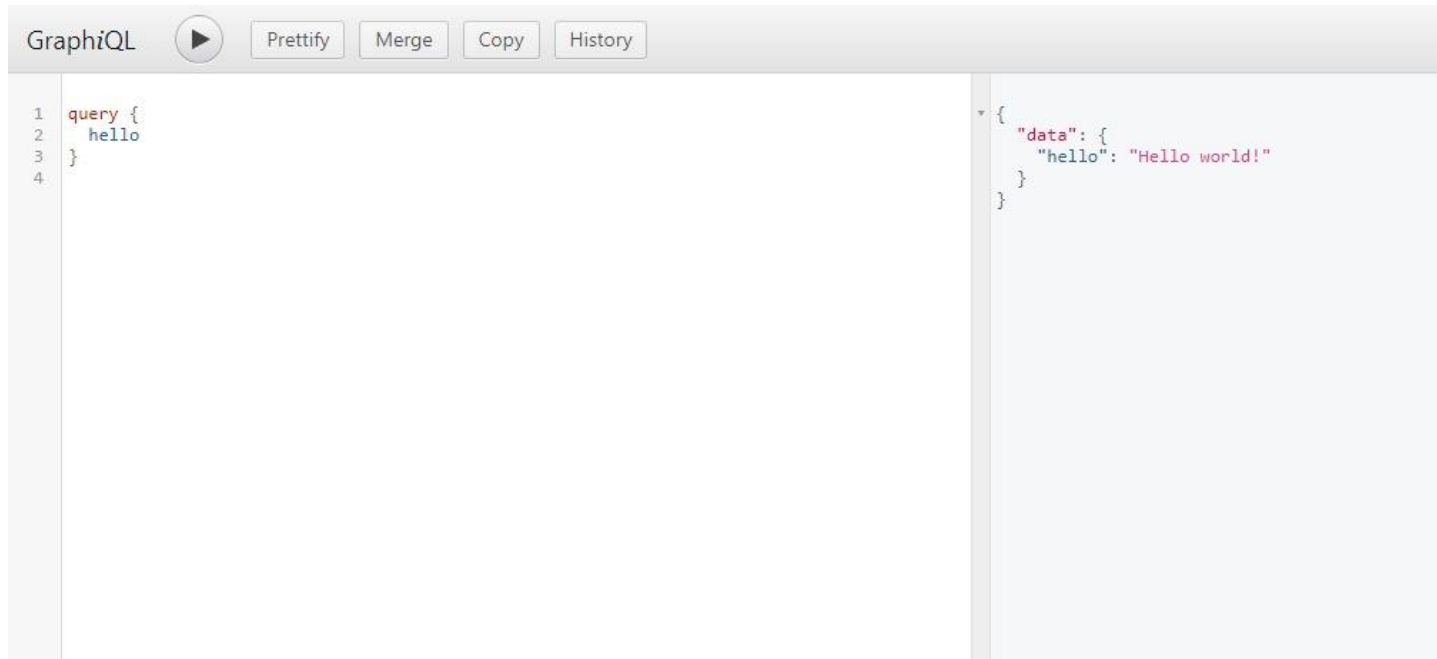 GraphiQL Prettify Merge Copy History
1 query {
2   hello
3 }
4
{
  "data": {
    "hello": "Hello world!"
  }
}